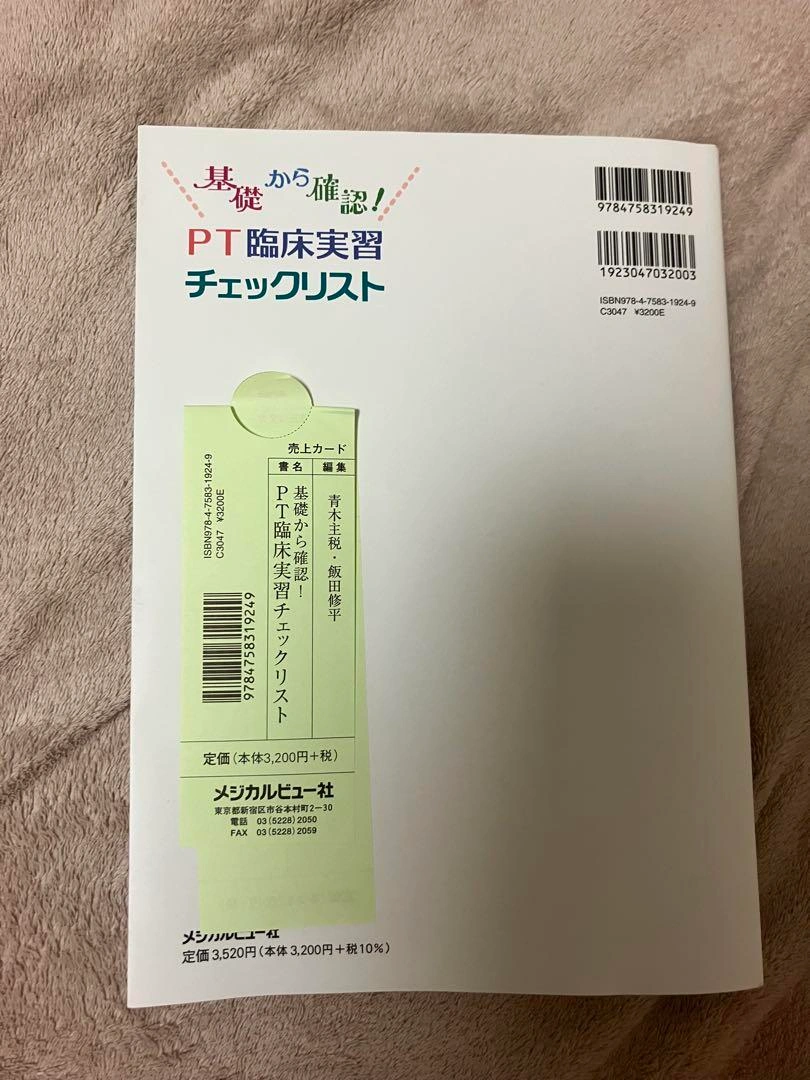 基礎から確認!
PT臨床実習
チェックリスト
9784758319249
1923047032003
ISBN978-4-7583-1924-9
C3047 ¥3200E
売上カード
書名
編集
青木主税・飯田修平
基礎から確認!
PT臨床実習チェックリスト
ISBN978-4-7583-1924-9
C3047 ¥3200E
9784758319249
定価(本体3,200円+税)
メジカルビュー社
東京都新宿区市谷本村町2-30
電話 03(5228)2050
FAX 03(5228)2059
メジカルビュー社
定価3,520円(本体3,200円+税10%)